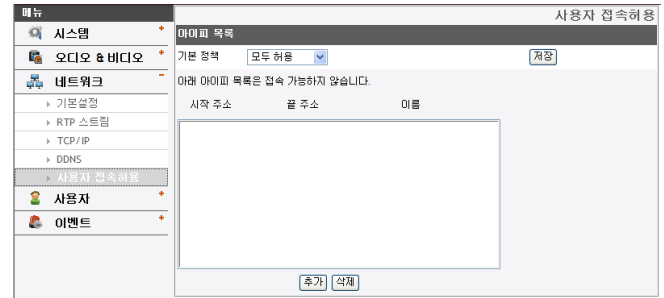 메뉴
사용자 접속허용
시스템
오디오 & 비디오
네트워크
기본설정
RTP 스트림
TCP/IP
DDNS
사용자 접속허용
사용자
이벤트
아이피 목록
기본 정책 모두 허용 저장
아래 아이피 목록은 접속 가능하지 않습니다.
시작 주소 끝 주소 이름
추가 삭제